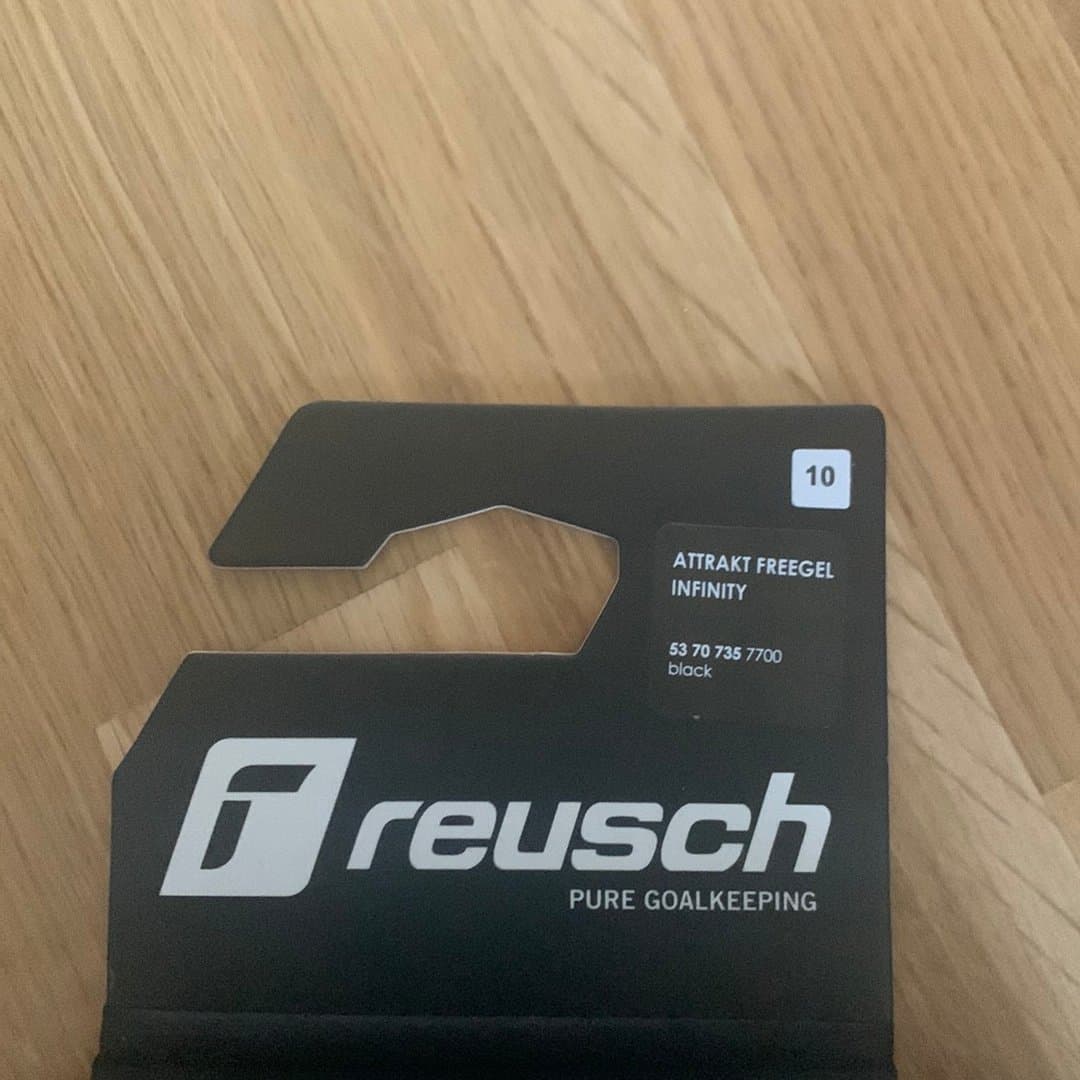 10
ATTRAKT FREEGEL
INFINITY
53 70 735 7700
black
reusch
PURE GOALKEEPING